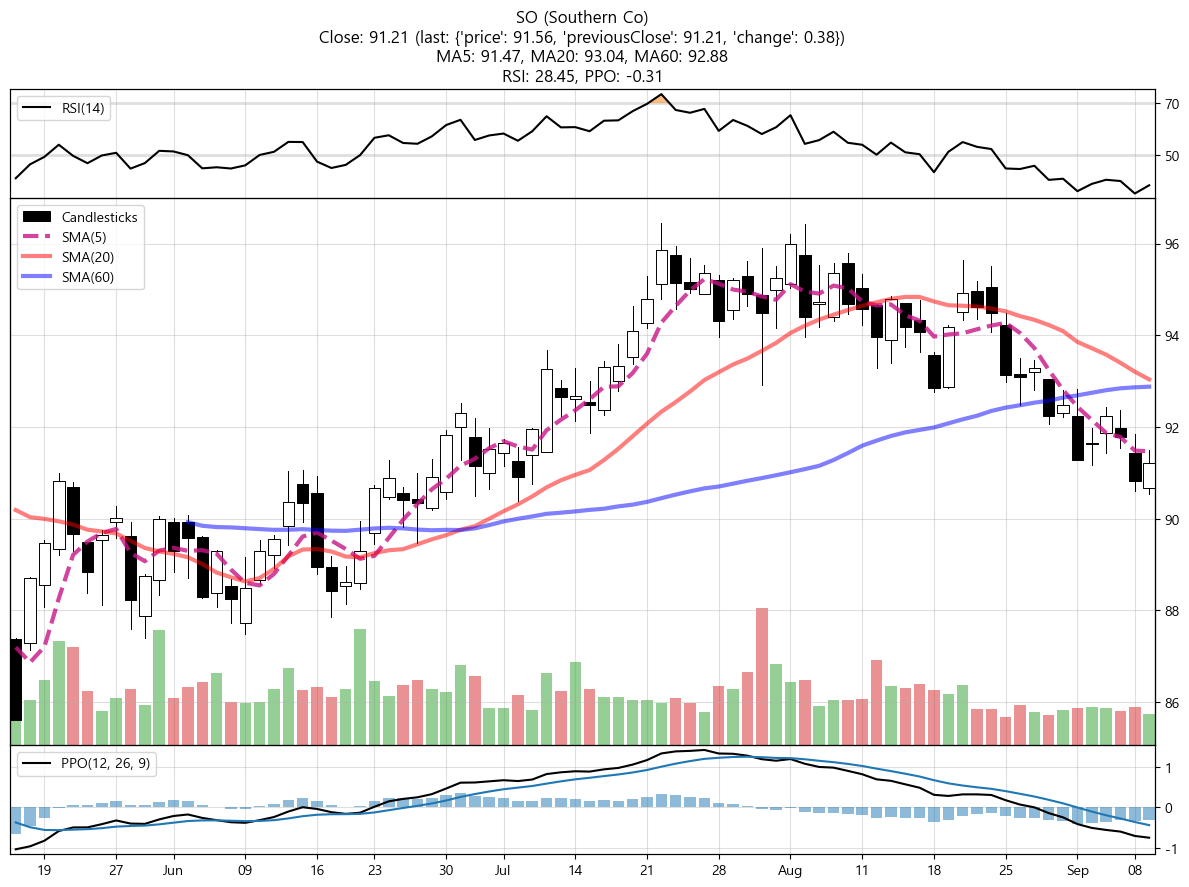 SO (Southern Co)
Close: 91.21 (last: {'price': 91.56, 'previousClose': 91.21, 'change': 0.38})
MA5: 91.47, MA20: 93.04, MA60: 92.88
RSI: 28.45, PPO: -0.31
RSI(14)
70
50
Candlesticks
SMA(5)
SMA(20)
SMA(60)
96
94
92
90
88
86
PPO(12, 26, 9)
1
0
-1
19 27 Jun 09 16 23 30 Jul 14 21 28 Aug 11 18 25 Sep 08